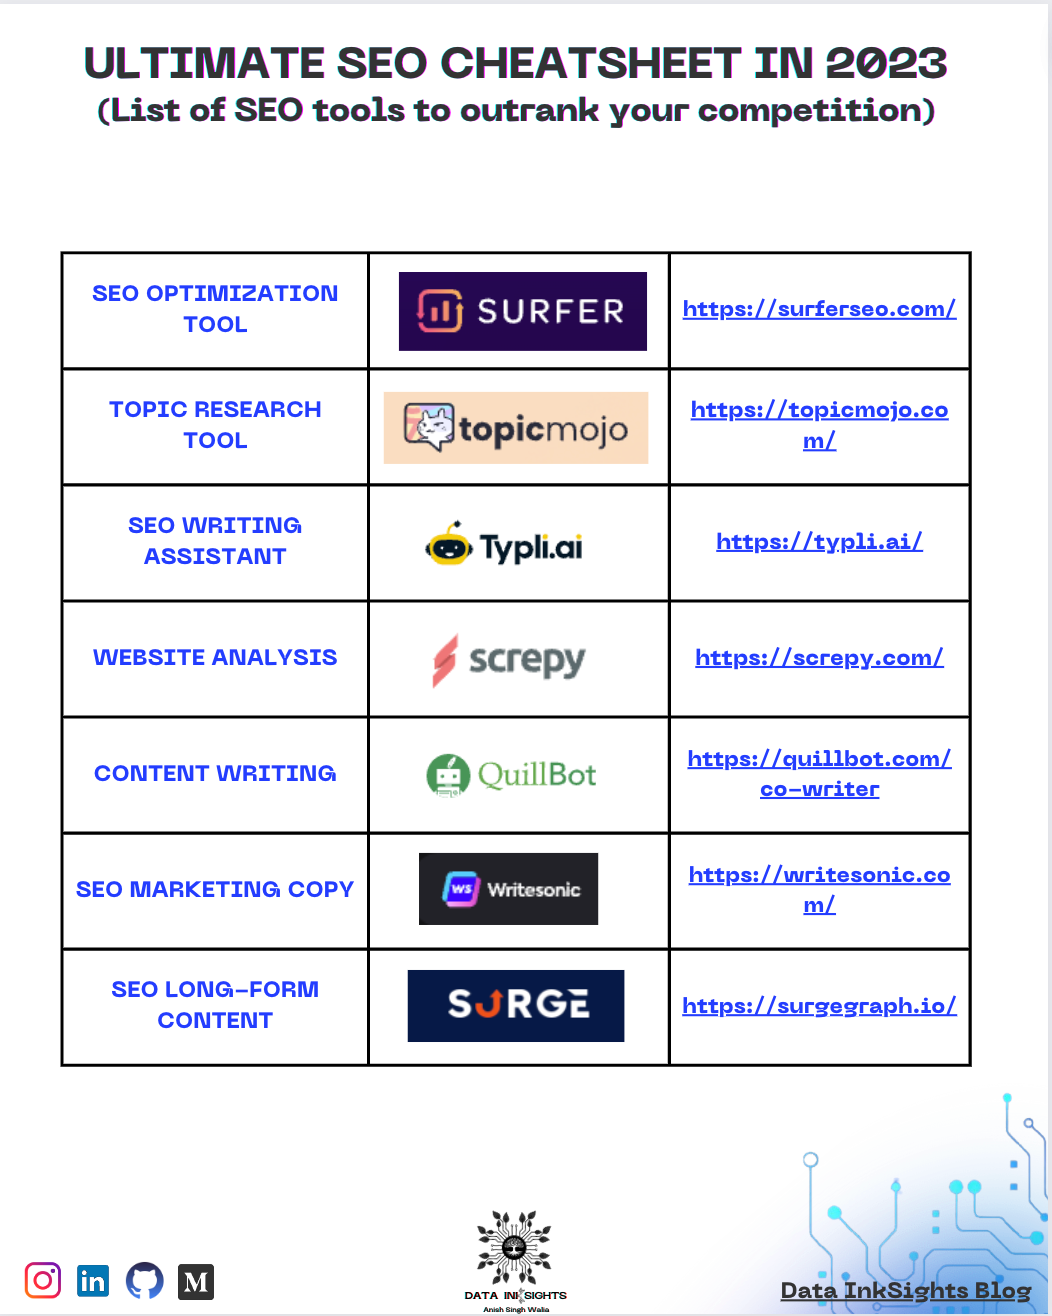 ULTIMATE SEO CHEATSHEET IN 2023
(List of SEO tools to outrank your competition)
SEO OPTIMIZATION
TOOL
SURFER
https://surferseo.com/
TOPIC RESEARCH
TOOL
topicmojo
https://topicmojo.co
m/
SEO WRITING
ASSISTANT
Typli.ai
https://typli.ai/
WEBSITE ANALYSIS
screpy
https://screpy.com/
CONTENT WRITING
QuillBot
https://quillbot.com/
co-writer
SEO MARKETING COPY
WS Writesonic
https://writesonic.co
m/
SEO LONG-FORM
CONTENT
SURGE
https://surgegraph.io/
in
M
DATA INKSIGHTS
Anish Singh Walia
Data InkSights Blog